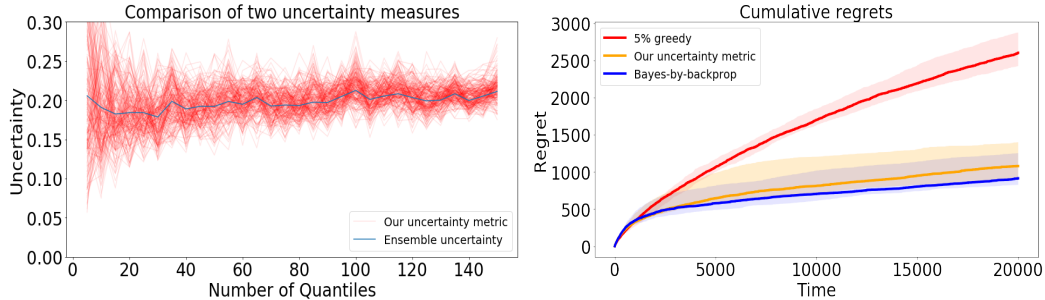 Comparison of two uncertainty measures
0.30
0.25
0.20
0.15
0.10
0.05
0.00
Uncertainty
0 20 40 60 80 100 120 140
Number of Quantiles
Our uncertainty metric
Ensemble uncertainty
Cumulative regrets
3000
2500
2000
1500
1000
500
0
Regret
0 5000 10000 15000 20000
Time
5% greedy
Our uncertainty metric
Bayes-by-backprop